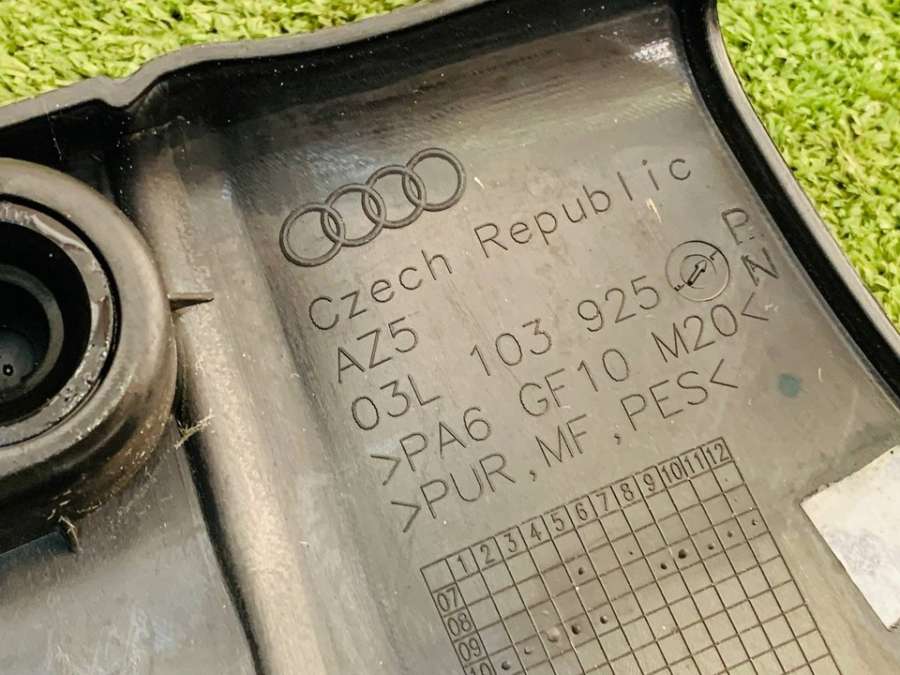 Czech Republic
AZ5
03L 103 925 P
N
>PA6 GF10 M20<
>PUR,MF,PES<
1 2 3 4 5 6 7 8 9 10 11 12
07
08
09
10